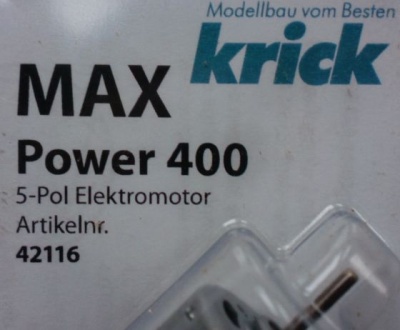 Modellbau vom Besten
krick
MAX
Power 400
5-Pol Elektromotor
Artikelnr.
42116